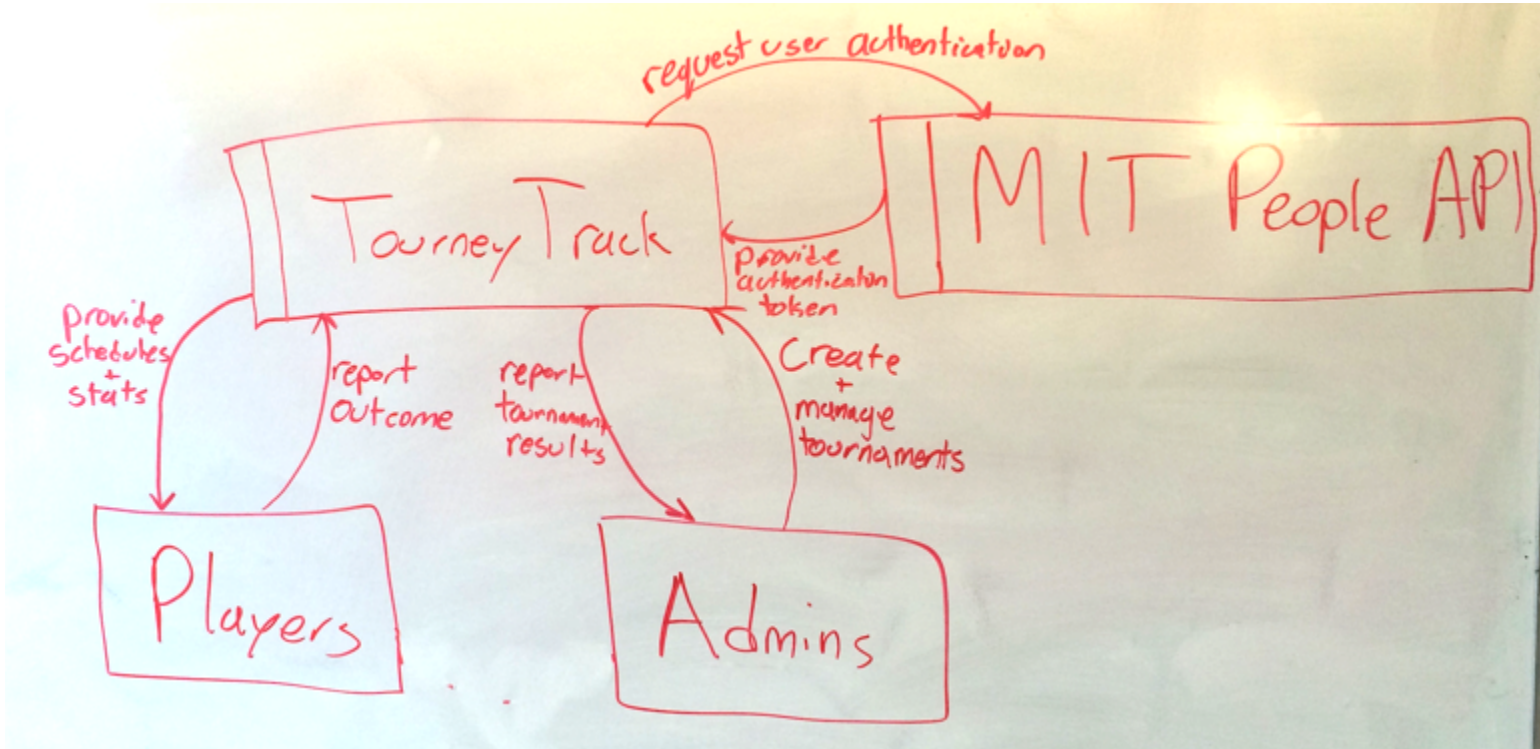 request user authentication
TourneyTrack
MIT People API
provide
authentication
token
provide
schedules
+
stats
report
outcome
report
tournament
results
Create
+
manage
tournaments
Players
Admins